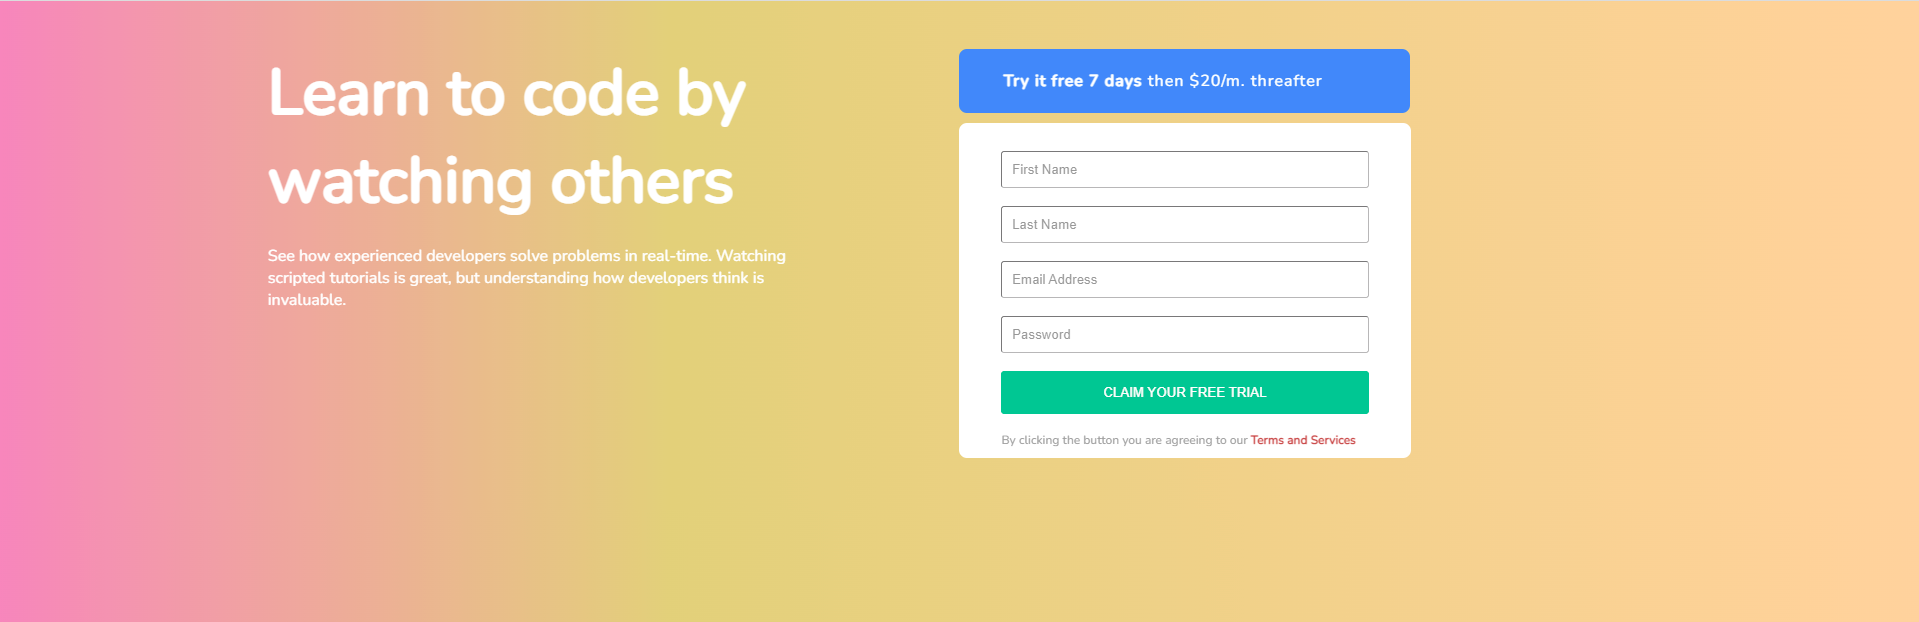 Learn to code by
watching others
See how experienced developers solve problems in real-time. Watching
scripted tutorials is great, but understanding how developers think is
invaluable.
Try it free 7 days then $20/m. threafter
First Name
Last Name
Email Address
Password
CLAIM YOUR FREE TRIAL
By clicking the button you are agreeing to our Terms and Services